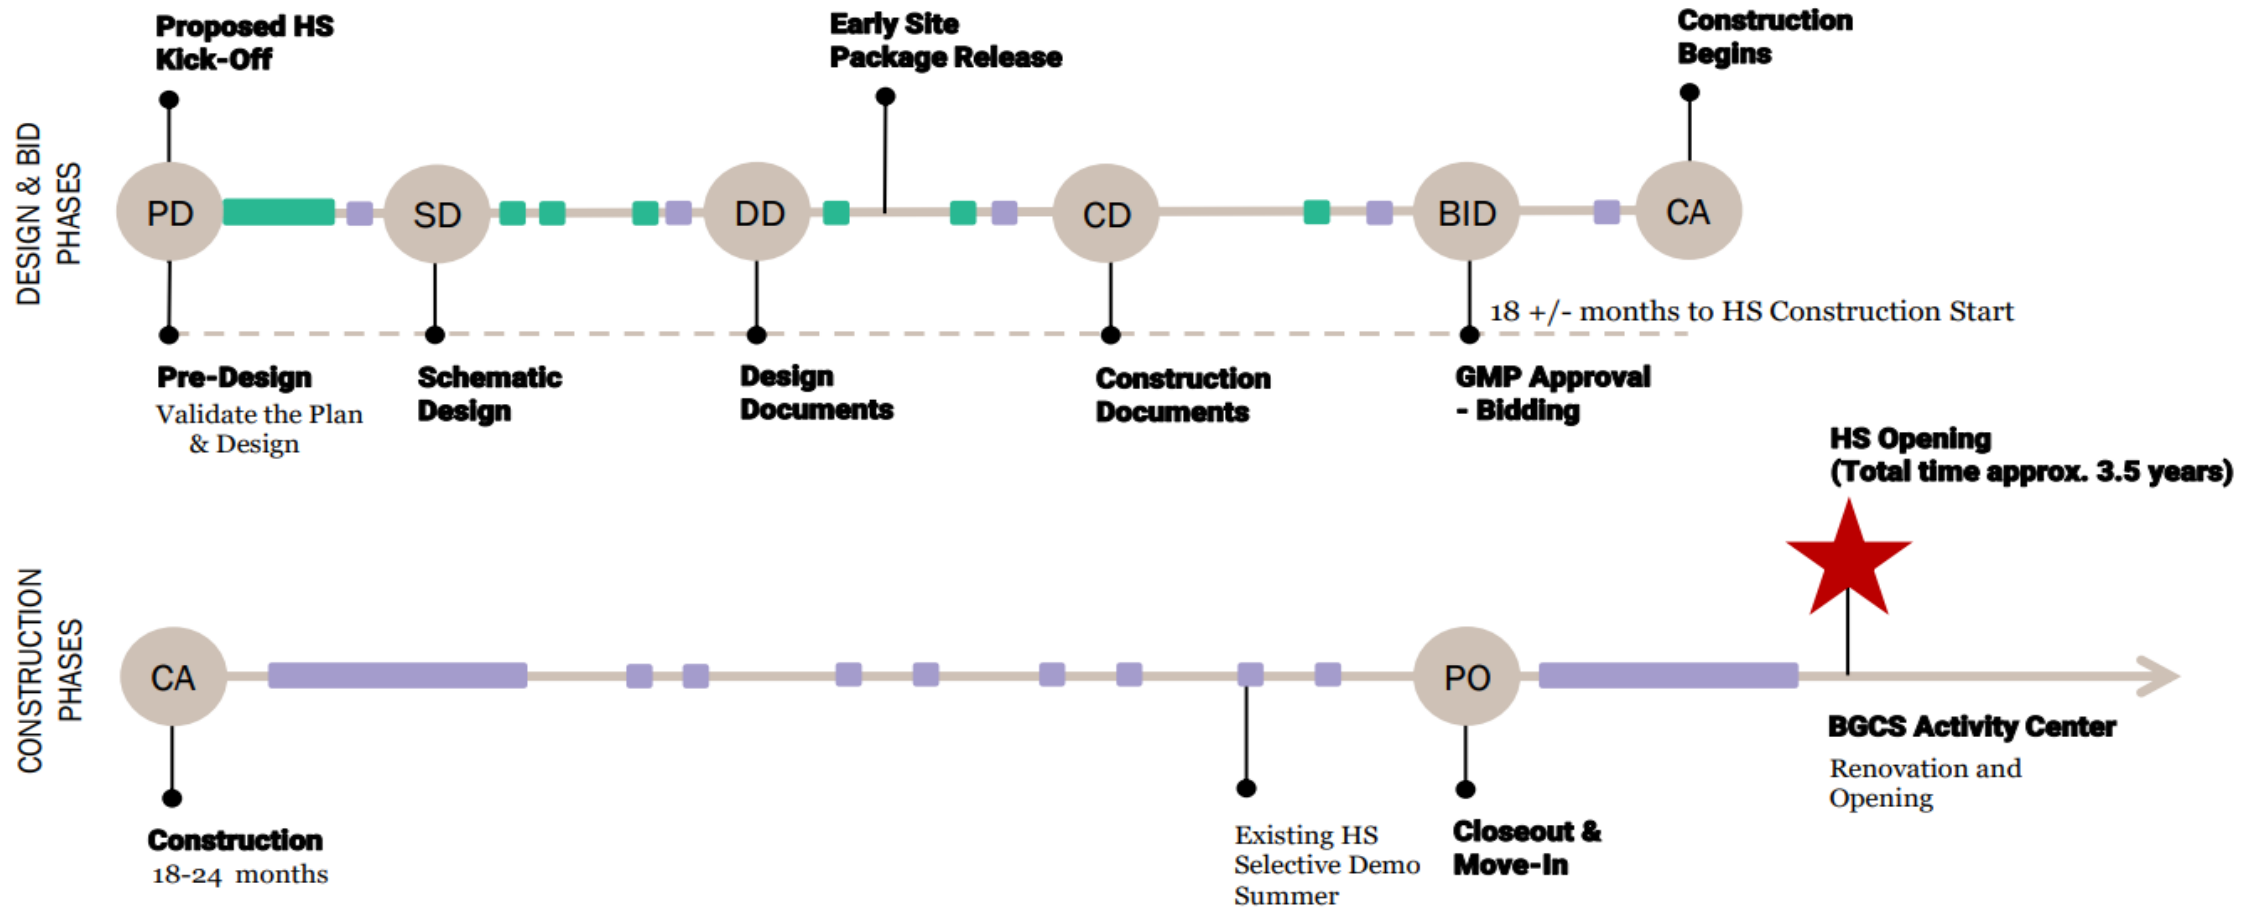 Proposed HS
Kick-Off
Early Site
Package Release
Construction
Begins
DESIGN & BID
PHASES
PD
SD
DD
CD
BID
CA
18 +/- months to HS Construction Start
Pre-Design
Validate the Plan
& Design
Schematic
Design
Design
Documents
Construction
Documents
GMP Approval
- Bidding
HS Opening
(Total time approx. 3.5 years)
CONSTRUCTION
PHASES
CA
PO
Construction
18-24 months
Existing HS
Selective Demo
Summer
Closeout &
Move-In
BGCS Activity Center
Renovation and
Opening